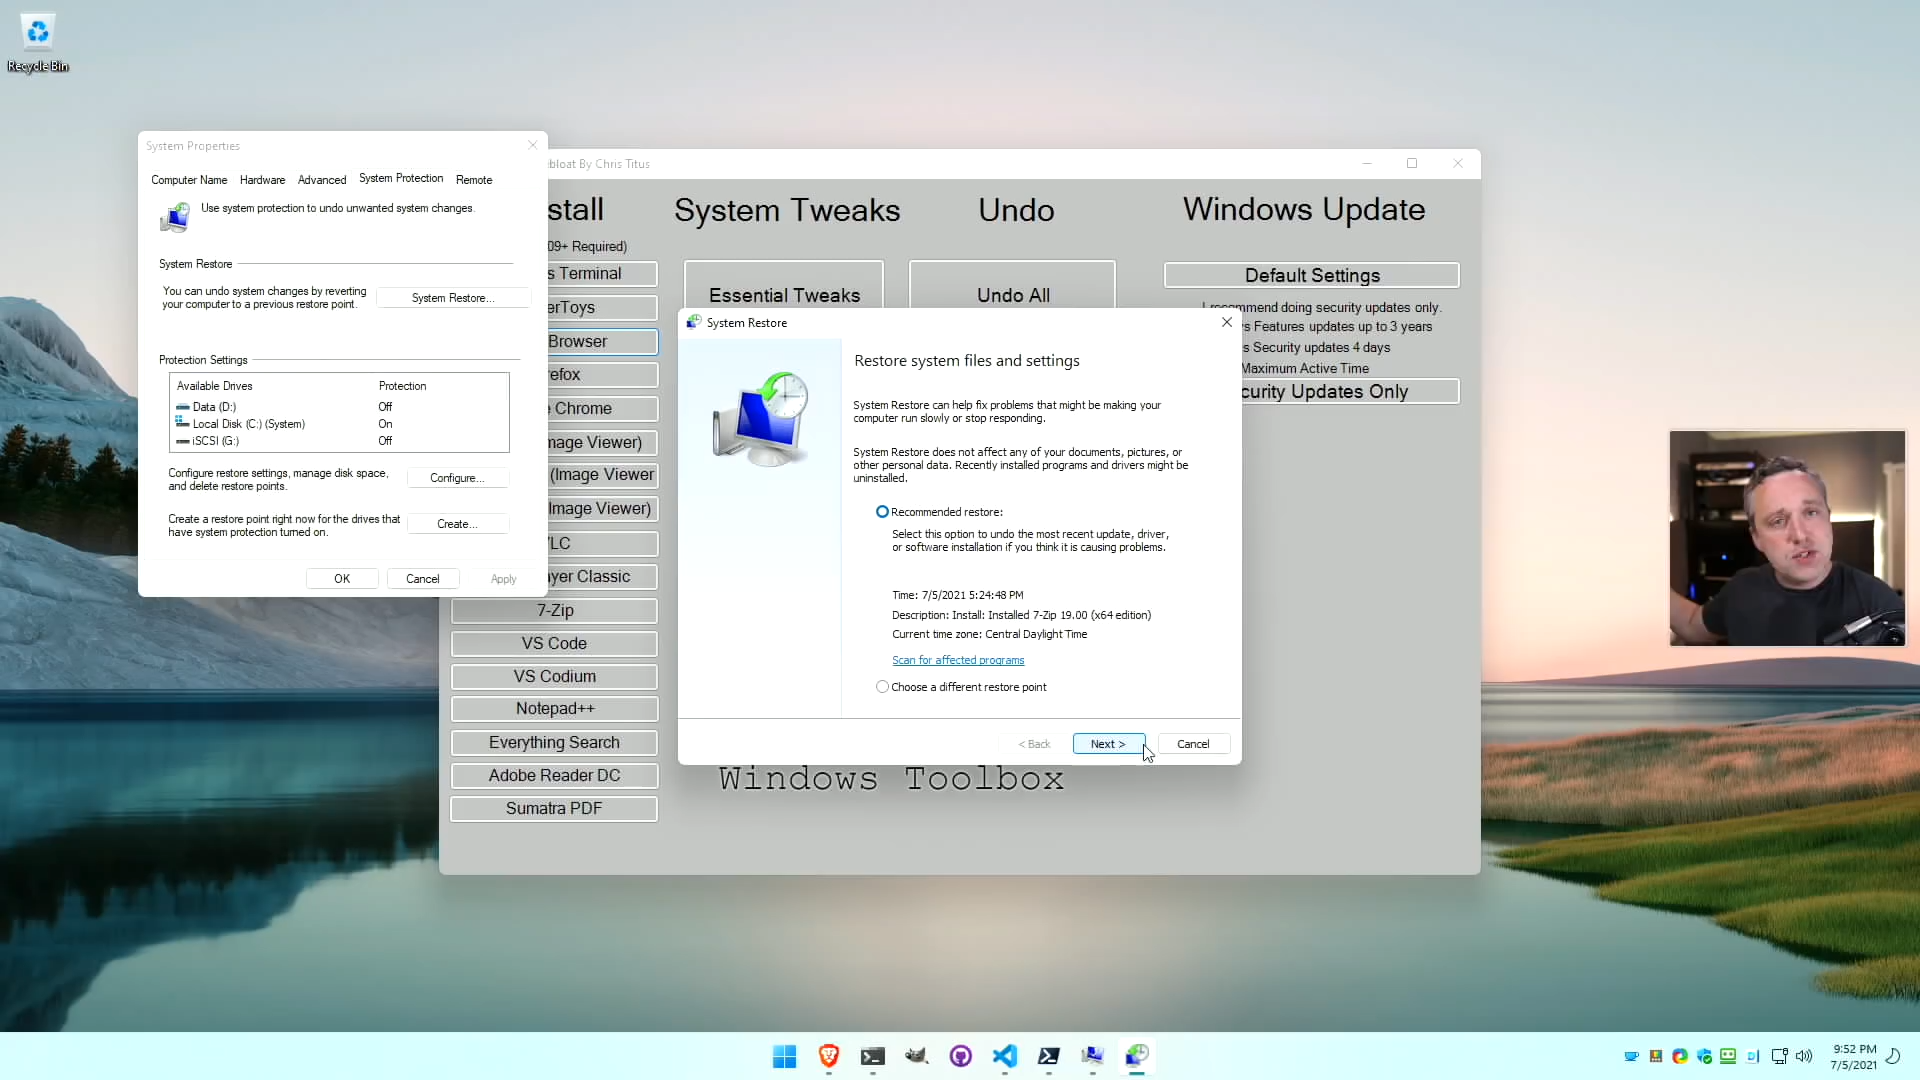 Recycle Bin
System Properties
Computer Name
Hardware
Advanced
System Protection
Remote
Use system protection to undo unwanted system changes.
System Restore
You can undo system changes by reverting
your computer to a previous restore point.
System Restore...
Protection Settings
Available Drives Protection
Data (D:) Off
Local Disk (C:) (System) On
iSCSI (G:) Off
Configure restore settings, manage disk space,
and delete restore points.
Configure...
Create a restore point right now for the drives that
have system protection turned on.
Create...
OK
Cancel
Apply
bloat By Chris Titus
stall
09+ Required)
s Terminal
erToys
Browser
efox
e Chrome
mage Viewer)
(Image Viewer
Image Viewer)
LC
ayer Classic
7-Zip
VS Code
VS Codium
Notepad++
Everything Search
Adobe Reader DC
Sumatra PDF
System Tweaks
Essential Tweaks
Undo
Undo All
Windows Update
Default Settings
I recommend doing security updates only.
s Features updates up to 3 years
s Security updates 4 days
Maximum Active Time
curity Updates Only
System Restore
Restore system files and settings
System Restore can help fix problems that might be making your
computer run slowly or stop responding.
System Restore does not affect any of your documents, pictures, or
other personal data. Recently installed programs and drivers might be
uninstalled.
Recommended restore:
Select this option to undo the most recent update, driver,
or software installation if you think it is causing problems.
Time: 7/5/2021 5:24:48 PM
Description: Install: Installed 7-Zip 19.00 (x64 edition)
Current time zone: Central Daylight Time
Scan for affected programs
Choose a different restore point
< Back
Next >
Cancel
Windows Toolbox
9:52 PM
7/5/2021